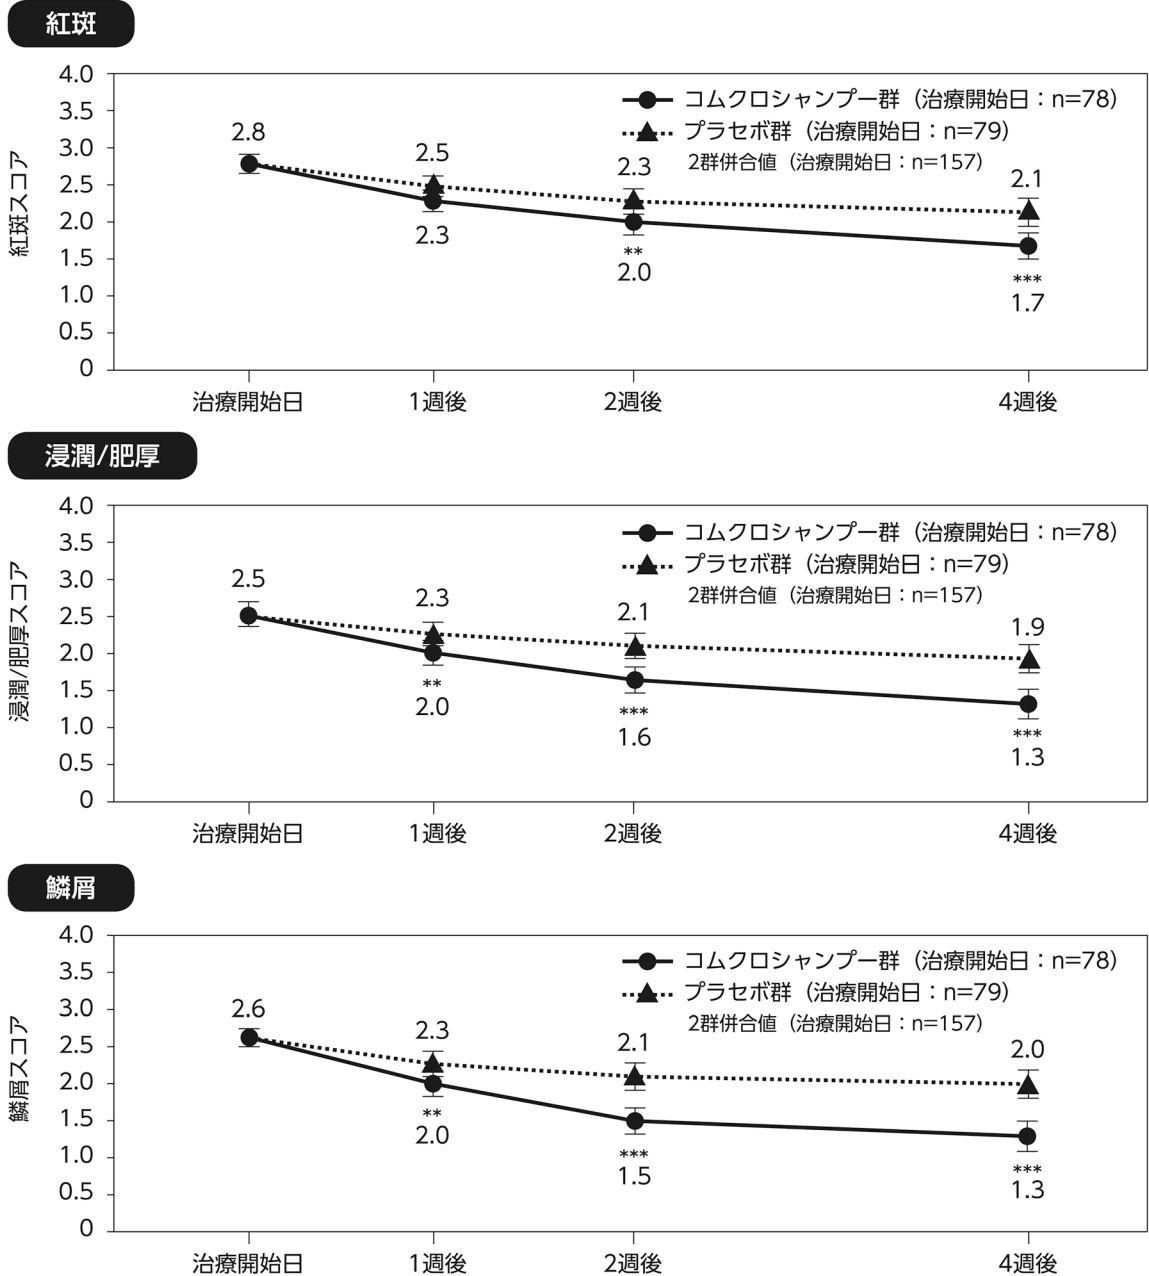 紅斑
4.0
3.5
3.0
2.5
2.0
1.5
1.0
0.5
0
紅斑スコア
コムクロシャンプー群（治療開始日：n=78）
プラセボ群（治療開始日：n=79）
2群併合値（治療開始日：n=157）
2.8
2.5
2.3
2.1
2.3
**
2.0
***
1.7
治療開始日
1週後
2週後
4週後
浸潤/肥厚
4.0
3.5
3.0
2.5
2.0
1.5
1.0
0.5
0
浸潤/肥厚スコア
コムクロシャンプー群（治療開始日：n=78）
プラセボ群（治療開始日：n=79）
2群併合値（治療開始日：n=157）
2.5
2.3
2.1
1.9
**
2.0
***
1.6
***
1.3
治療開始日
1週後
2週後
4週後
鱗屑
4.0
3.5
3.0
2.5
2.0
1.5
1.0
0.5
0
鱗屑スコア
コムクロシャンプー群（治療開始日：n=78）
プラセボ群（治療開始日：n=79）
2群併合値（治療開始日：n=157）
2.6
2.3
2.1
2.0
**
2.0
***
1.5
***
1.3
治療開始日
1週後
2週後
4週後